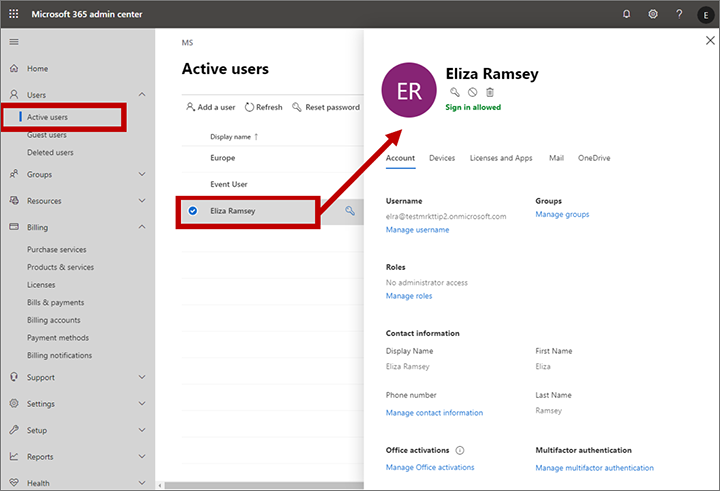 Microsoft 365 admin center
?
E
Home
Users
Active users
Guest users
Deleted users
Groups
Resources
Billing
Purchase services
Products & services
Licenses
Bills & payments
Billing accounts
Payment methods
Billing notifications
Support
Settings
Setup
Reports
Health
MS
Active users
Add a user Refresh Reset password
Display name ↑
Europe
Event User
Eliza Ramsey
ER
Eliza Ramsey
Sign in allowed
Account Devices Licenses and Apps Mail OneDrive
Username Groups
elra@testmrkttip2.onmicrosoft.com Manage groups
Manage username
Roles
No administrator access
Manage roles
Contact information
Display Name First Name
Eliza Ramsey Eliza
Phone number Last Name
Manage contact information Ramsey
Office activations Multifactor authentication
Manage Office activations Manage multifactor authentication